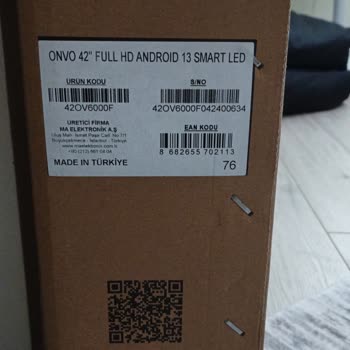 ONVO 42" FULL HD ANDROID 13 SMART LED
ÜRÜN KODU
42OV6000F
S/NO
42OV6000F042400634
ÜRETİCİ FİRMA
MA ELEKTRONİK A.Ş
EAN KODU
8 682655 702113
MADE IN TÜRKİYE
76